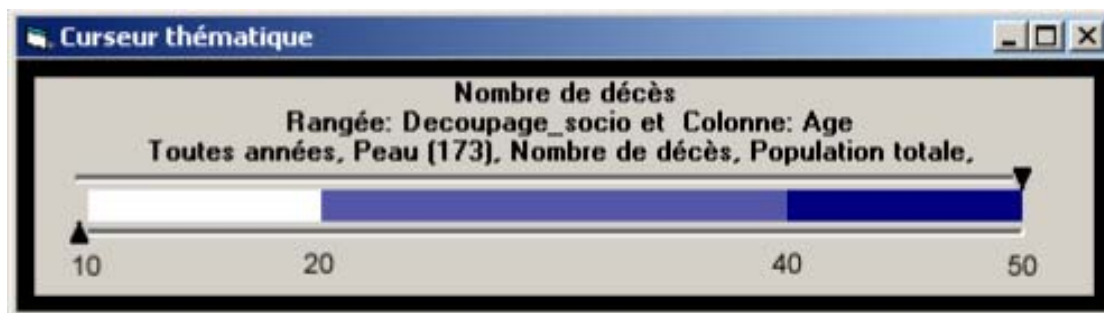 Curseur thématique
Nombre de décès
Rangée: Decoupage_socio et Colonne: Age
Toutes années, Peau (173), Nombre de décès, Population totale,
10 20 40 50